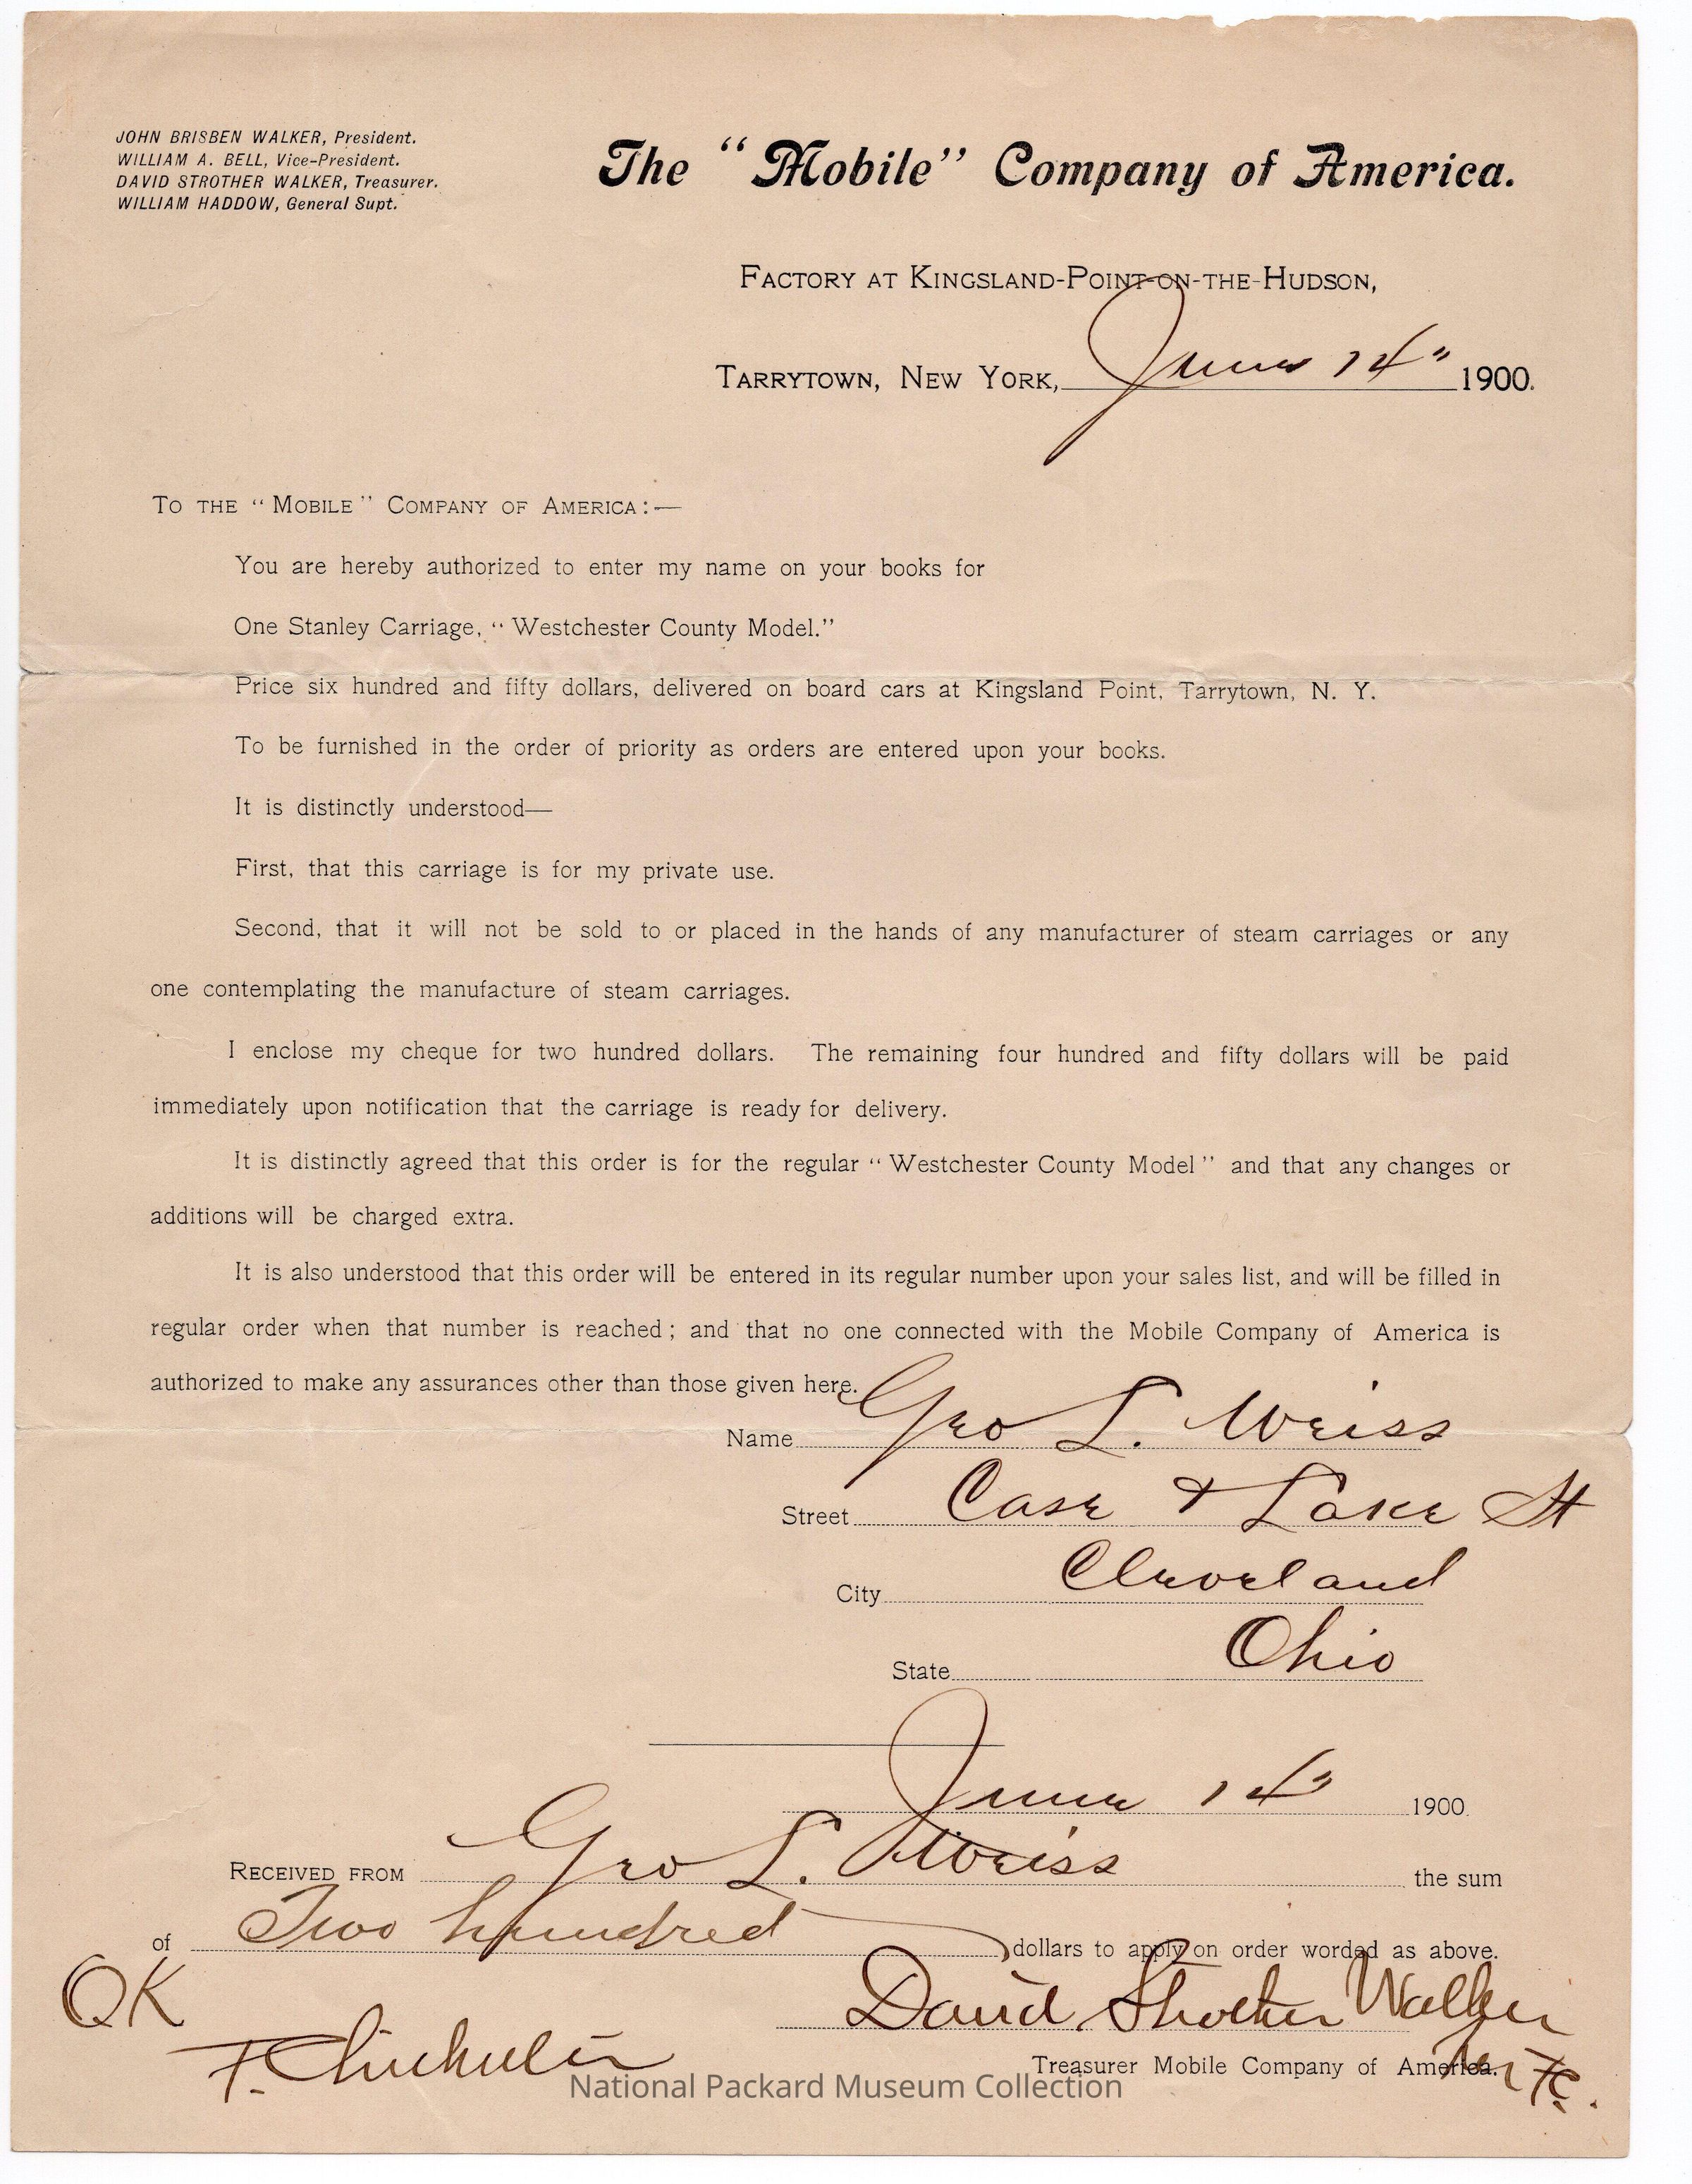 JOHN BRISBEN WALKER, President.
WILLIAM A. BELL, Vice-President.
DAVID STROTHER WALKER, Treasurer.
WILLIAM HADDOW, General Supt.
The “Mobile” Company of America.
FACTORY AT KINGSLAND-POINT-ON-THE-HUDSON,
TARRYTOWN, NEW YORK, June 14" 1900.
TO THE “MOBILE” COMPANY OF AMERICA:—
You are hereby authorized to enter my name on your books for
One Stanley Carriage, “Westchester County Model.”
Price six hundred and fifty dollars, delivered on board cars at Kingsland Point, Tarrytown, N. Y.
To be furnished in the order of priority as orders are entered upon your books.
It is distinctly understood—
First, that this carriage is for my private use.
Second, that it will not be sold to or placed in the hands of any manufacturer of steam carriages or any
one contemplating the manufacture of steam carriages.
I enclose my cheque for two hundred dollars. The remaining four hundred and fifty dollars will be paid
immediately upon notification that the carriage is ready for delivery.
It is distinctly agreed that this order is for the regular “Westchester County Model” and that any changes or
additions will be charged extra.
It is also understood that this order will be entered in its regular number upon your sales list, and will be filled in
regular order when that number is reached; and that no one connected with the Mobile Company of America is
authorized to make any assurances other than those given here.
Name Geo L. Weiss
Street Case & Lake St
City Cleveland
State Ohio
June 14" 1900.
RECEIVED FROM Geo L. Weiss the sum
of Two hundred dollars to apply on order worded as above.
OK
David Strother Walker
Treasurer Mobile Company of America.
National Packard Museum Collection